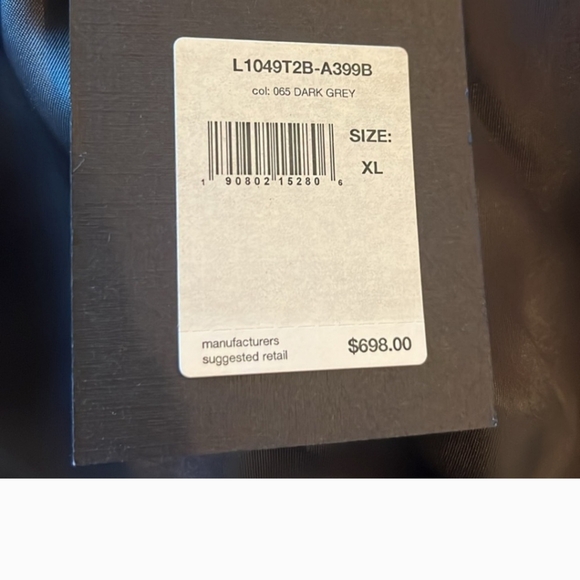 L1049T2B-A399B
col: 065 DARK GREY
SIZE:
XL
1 90802 15280 6
manufacturers
suggested retail
$698.00